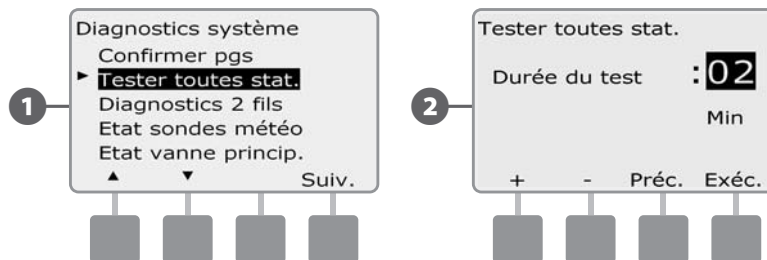 1
Diagnostics système
Confirmer pgs
► Tester toutes stat.
Diagnostics 2 fils
Etat sondes météo
Etat vanne princip.
▲ ▼ Suiv.
2
Tester toutes stat.
Durée du test :02
Min
+ - Préc. Exéc.